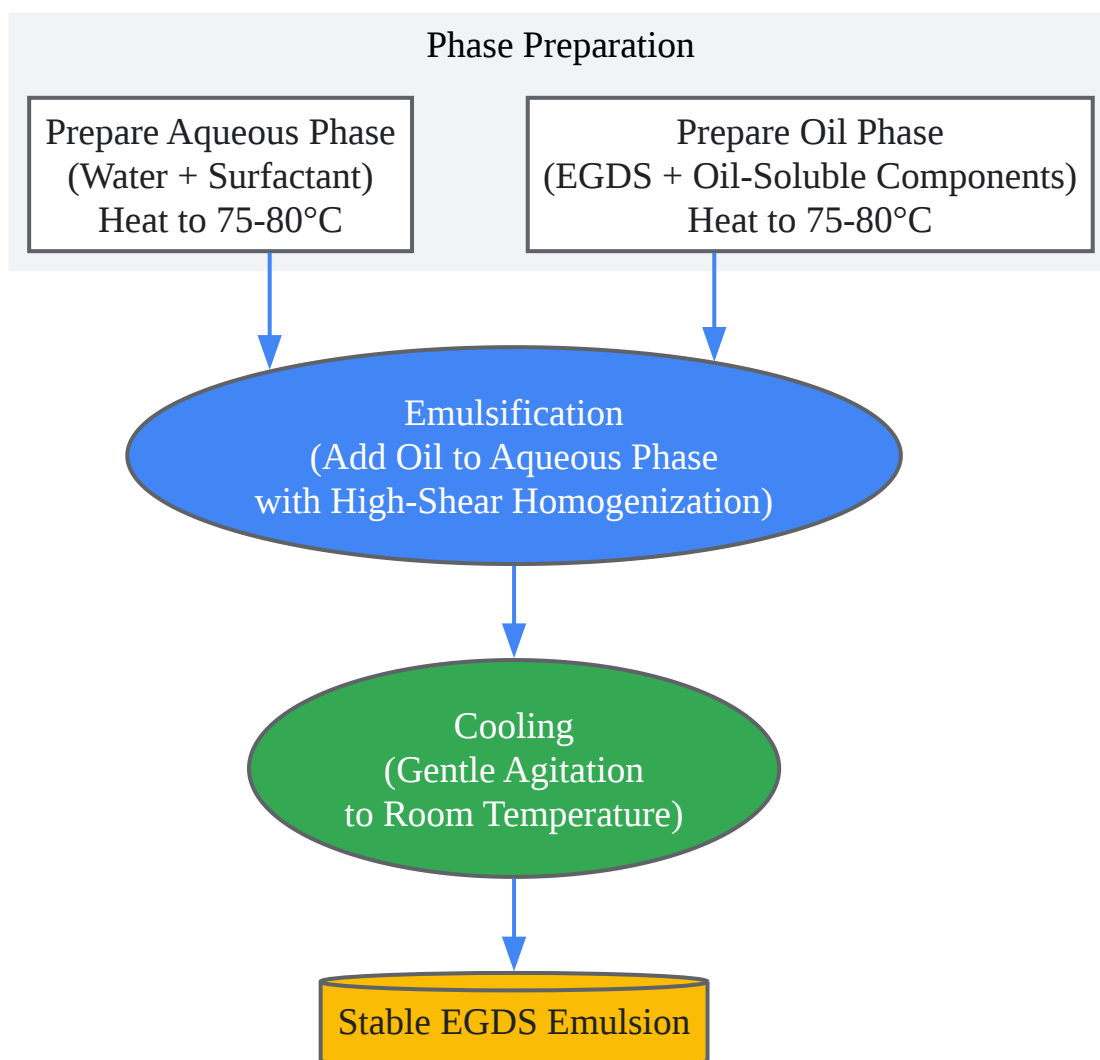 Phase Preparation
Prepare Aqueous Phase
(Water + Surfactant)
Heat to 75-80°C
Prepare Oil Phase
(EGDS + Oil-Soluble Components)
Heat to 75-80°C
Emulsification
(Add Oil to Aqueous Phase
with High-Shear Homogenization)
Cooling
(Gentle Agitation
to Room Temperature)
Stable EGDS Emulsion